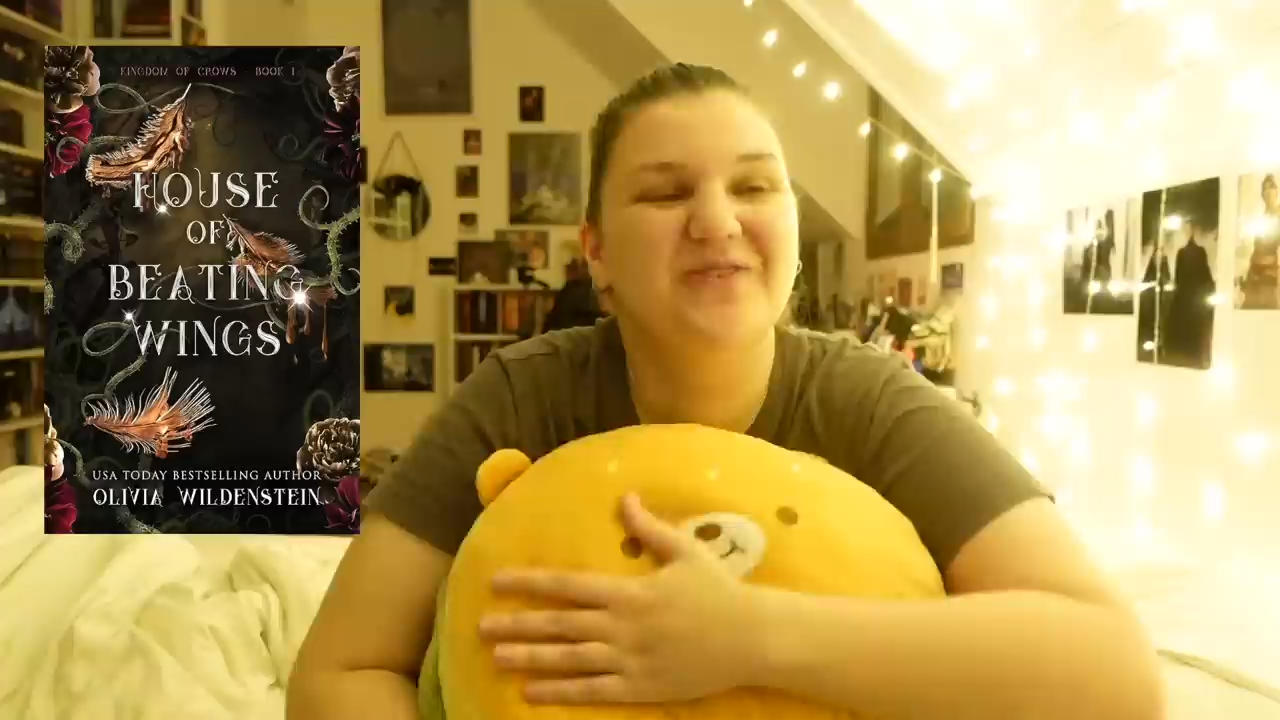 KINGDOM OF CROWS BOOK 1
HOUSE
OF
BEATING
WINGS
USA TODAY BESTSELLING AUTHOR
OLIVIA WILDENSTEIN